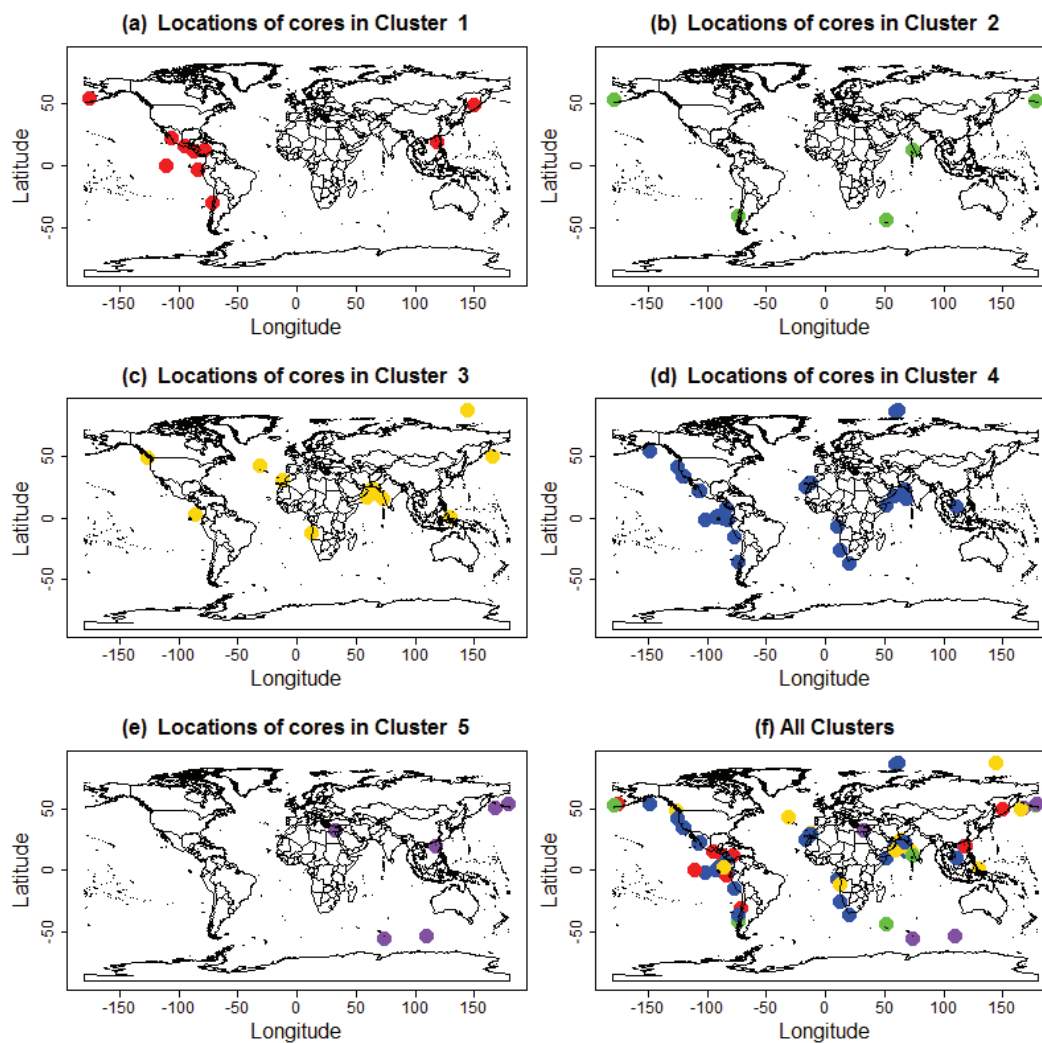 (a) Locations of cores in Cluster 1
(b) Locations of cores in Cluster 2
Latitude
50
0
-50
-150 -100 -50 0 50 100 150
Longitude
Latitude
50
0
-50
-150 -100 -50 0 50 100 150
Longitude
(c) Locations of cores in Cluster 3
(d) Locations of cores in Cluster 4
Latitude
50
0
-50
-150 -100 -50 0 50 100 150
Longitude
Latitude
50
0
-50
-150 -100 -50 0 50 100 150
Longitude
(e) Locations of cores in Cluster 5
(f) All Clusters
Latitude
50
0
-50
-150 -100 -50 0 50 100 150
Longitude
Latitude
50
0
-50
-150 -100 -50 0 50 100 150
Longitude